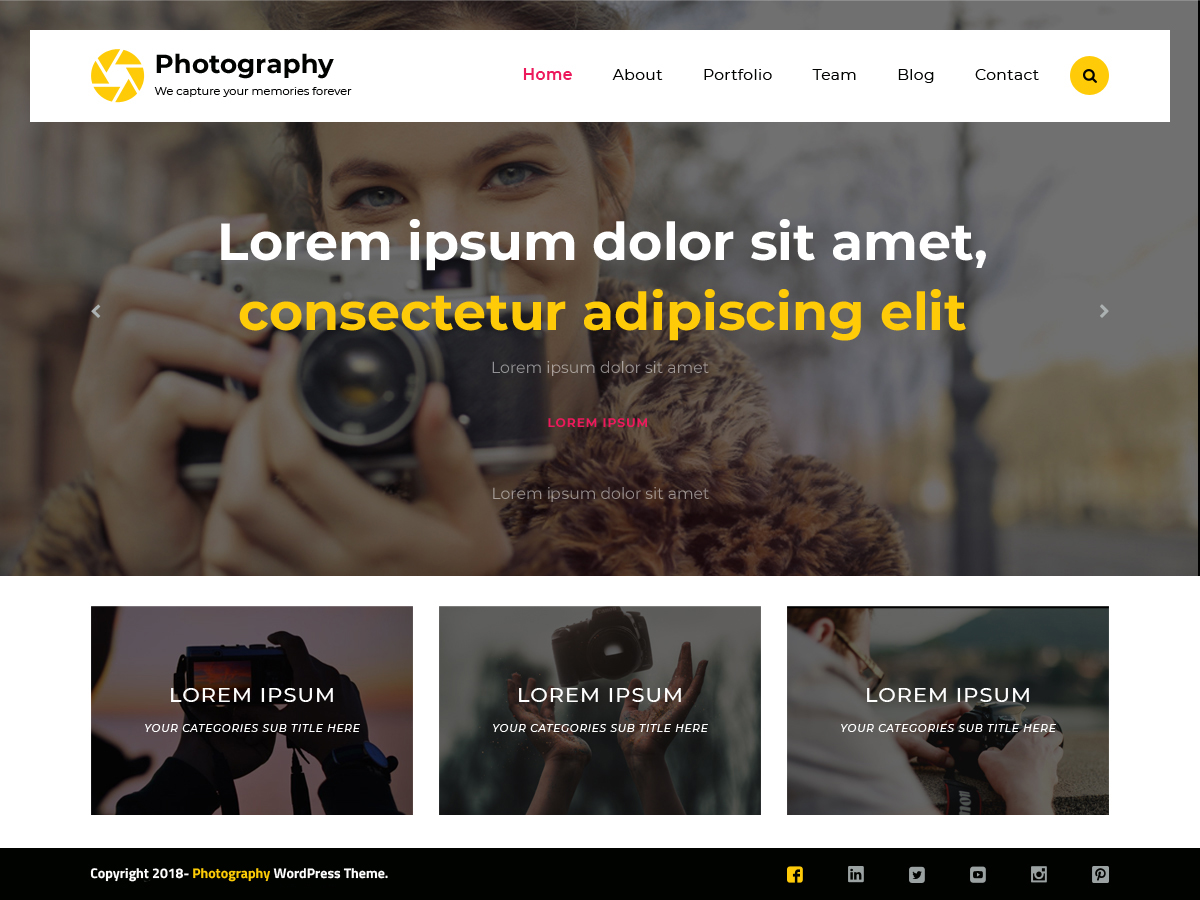 Photography
We capture your memories forever
Home About Portfolio Team Blog Contact
Lorem ipsum dolor sit amet,
consectetur adipiscing elit
Lorem ipsum dolor sit amet
LOREM IPSUM
Lorem ipsum dolor sit amet
LOREM IPSUM
YOUR CATEGORIES SUB TITLE HERE
LOREM IPSUM
YOUR CATEGORIES SUB TITLE HERE
LOREM IPSUM
YOUR CATEGORIES SUB TITLE HERE
Copyright 2018- Photography WordPress Theme.